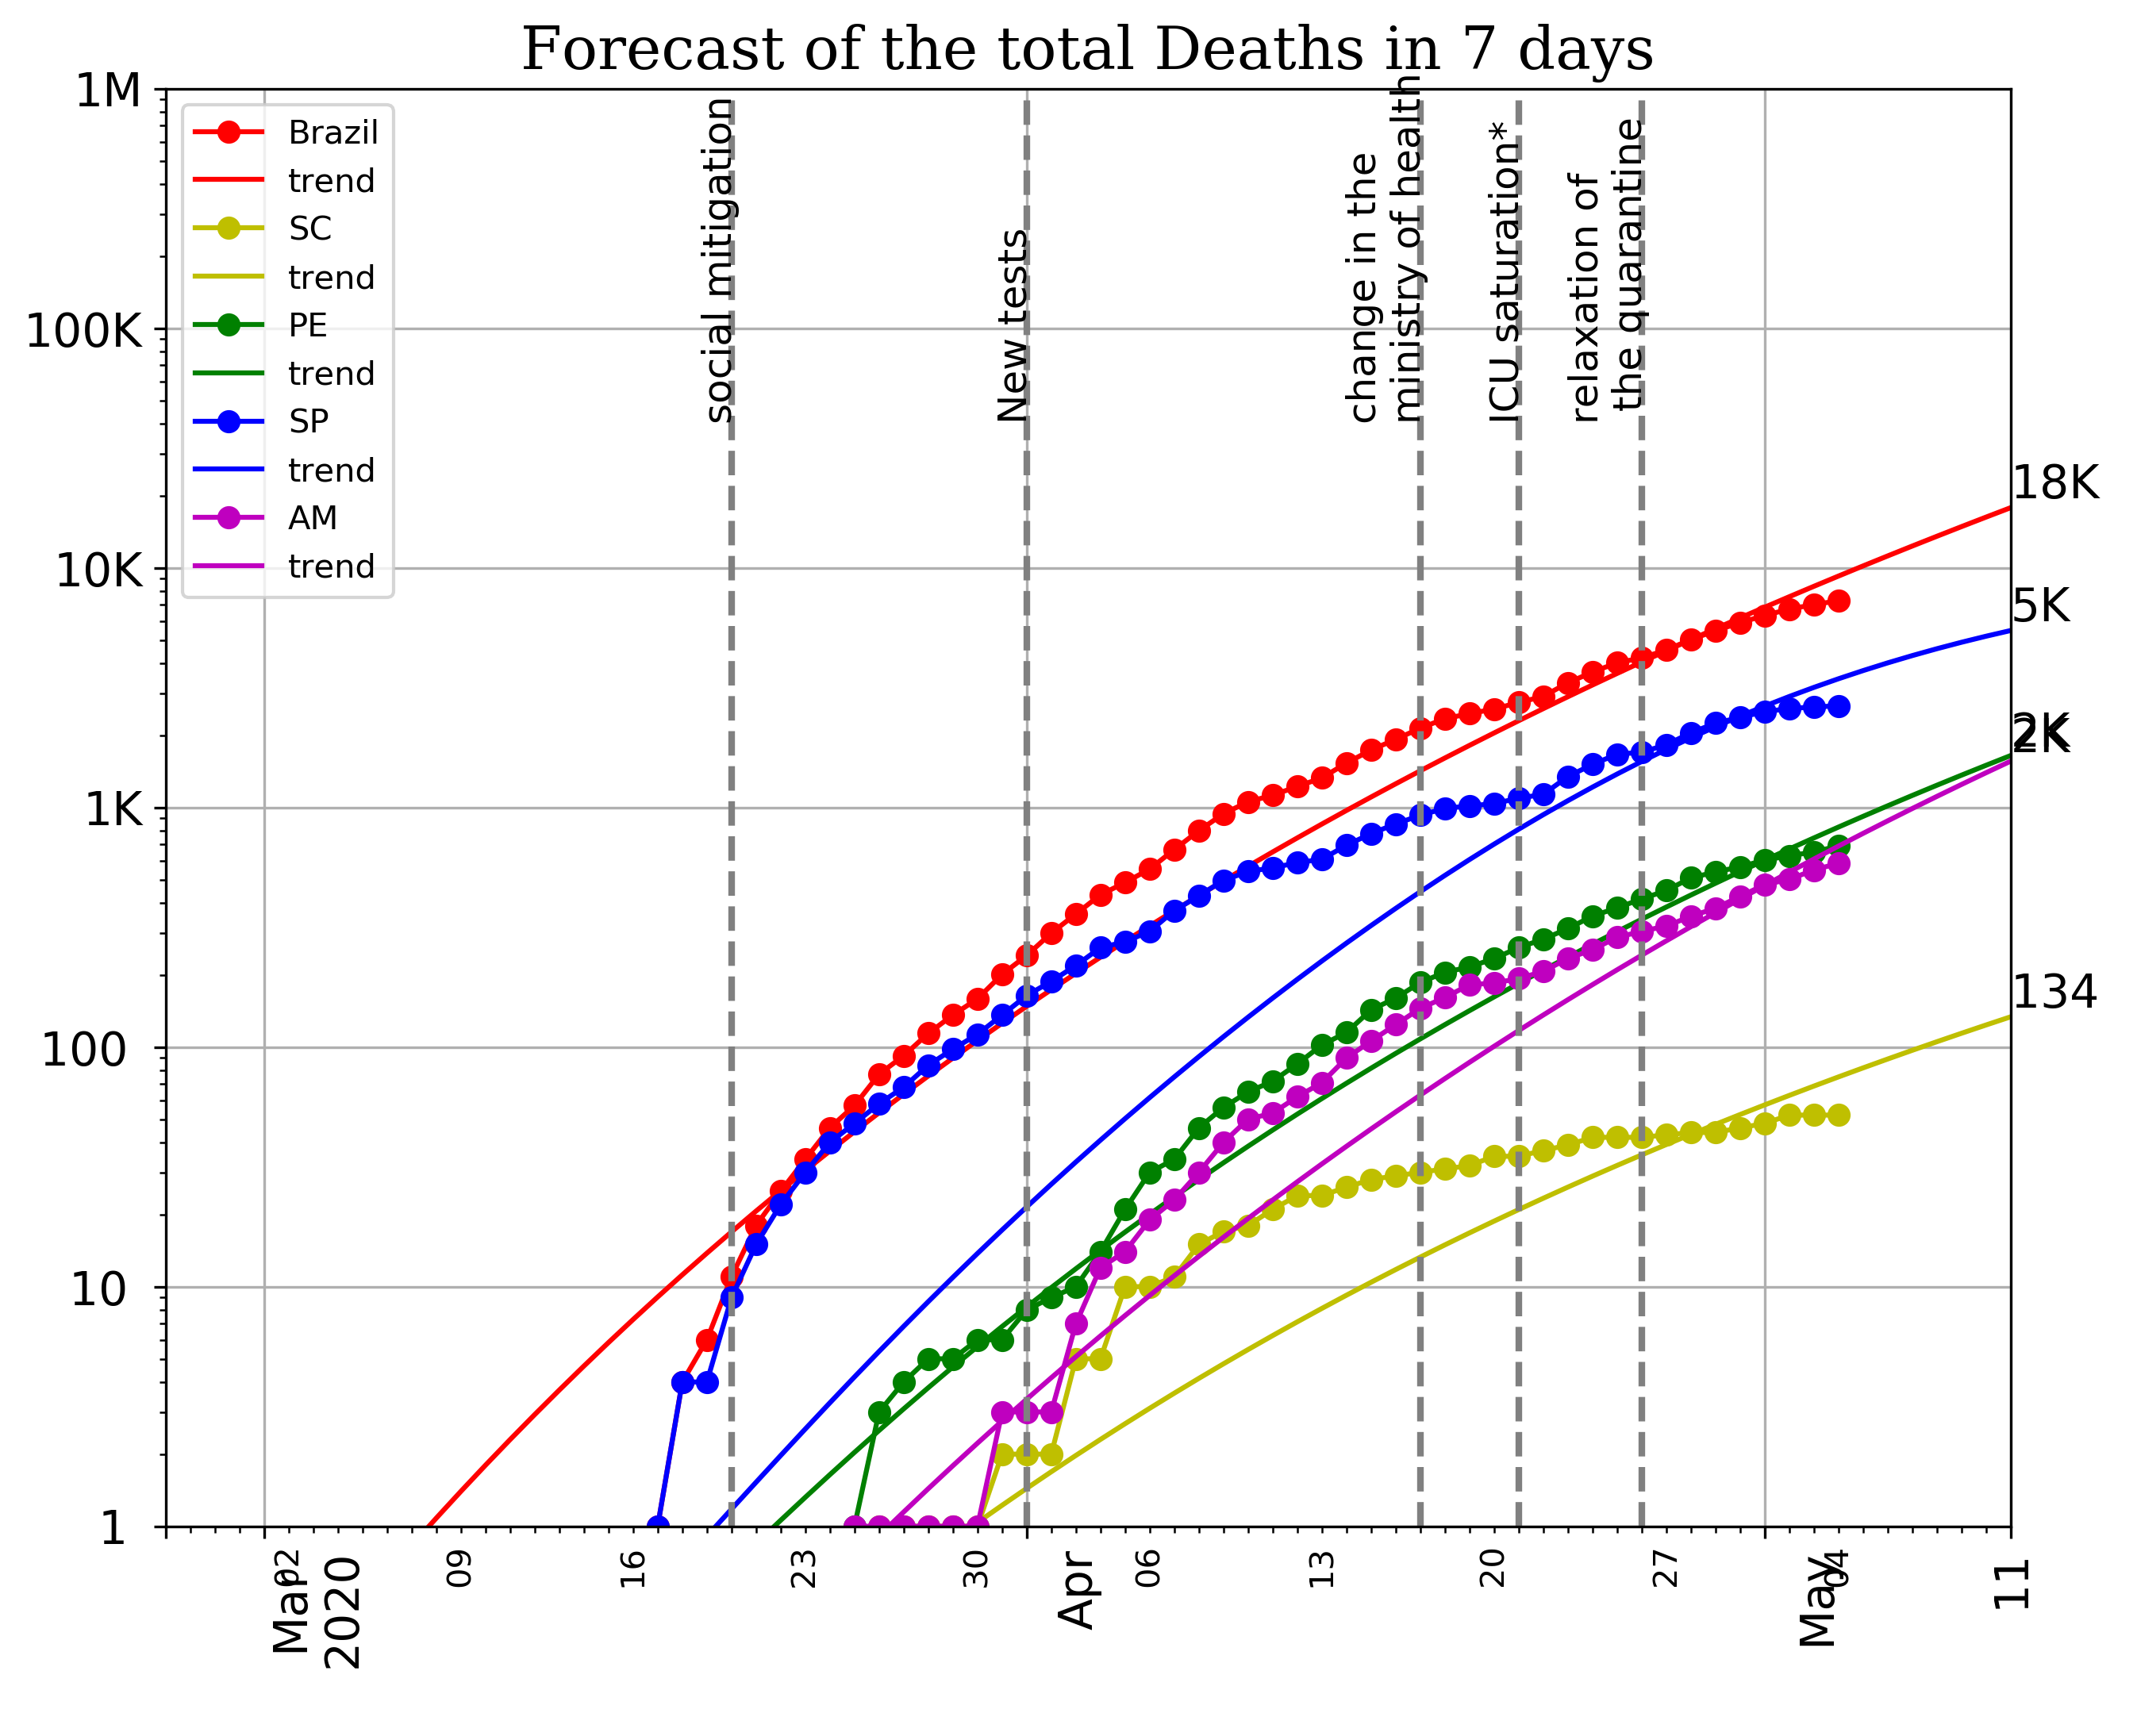 Forecast of the total Deaths in 7 days
1M
100K
10K
1K
100
10
1
Brazil
trend
SC
trend
PE
trend
SP
trend
AM
trend
social mitigation
New tests
change in the
ministry of health
ICU saturation*
relaxation of
the quarantine
18K
5K
2K
2K
134
02
09
16
23
30
06
13
20
27
04
Mar
2020
Apr
May
11